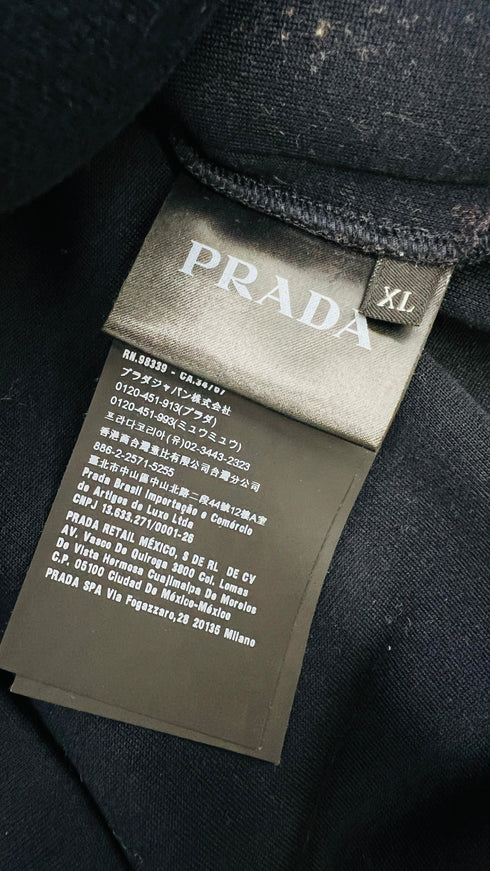 PRADA
XL
RN.98339 - CA.34707
プラダジャパン株式会社
0120-451-913(プラダ)
0120-451-993(ミュウミュウ)
프라다코리아(유)02-3443-2323
香港商台灣普比有限公司台灣分公司
886-2-2571-5255
臺北市中山區中山北路二段44號12樓A室
Prada Brasil Importação e Comércio
de Artigos de Luxo Ltda
CNPJ 13.633.271/0001-26
PRADA RETAIL MÉXICO, S DE RL DE CV
AV. Vasco De Quiroga 3800 Col. Lomas
De Vista Hermosa Cuajimalpa De Morelos
C.P. 05100 Ciudad De México-México
PRADA SPA Via Fogazzaro,28 20135 Milano